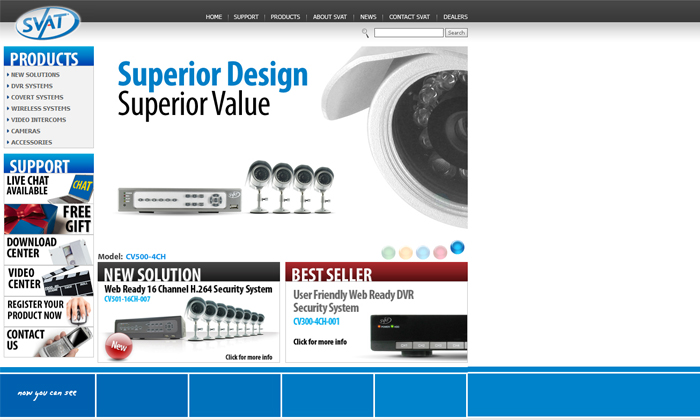 SVAT
HOME | SUPPORT | PRODUCTS | ABOUT SVAT | NEWS | CONTACT SVAT | DEALERS
Search
PRODUCTS
NEW SOLUTIONS
DVR SYSTEMS
COVERT SYSTEMS
WIRELESS SYSTEMS
VIDEO INTERCOMS
CAMERAS
ACCESSORIES
SUPPORT
LIVE CHAT
AVAILABLE
CHAT
FREE
GIFT
DOWNLOAD
CENTER
VIDEO
CENTER
REGISTER YOUR
PRODUCT NOW
CONTACT
US
Superior Design
Superior Value
Model: CV500-4CH
NEW SOLUTION
Web Ready 16 Channel H.264 Security System
CV501-16CH-007
New
Click for more info
BEST SELLER
User Friendly Web Ready DVR
Security System
CV300-4CH-001
Click for more info
now you can see